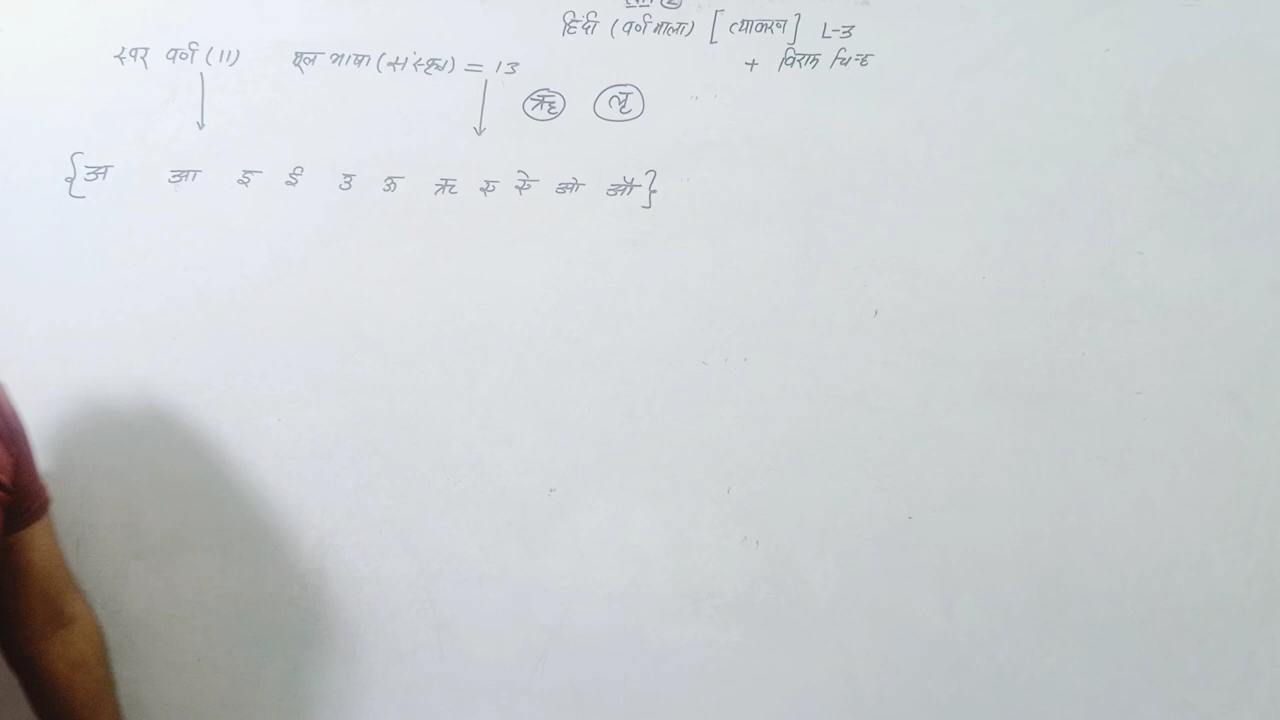 हिंदी (वर्णमाला) [व्याकरण] L-3
+ विराम चिन्ह
स्वर वर्ण (11) मूल भाषा (संस्कृत) = 13
ॠ ऌ
{अ आ इ ई उ ऊ ऋ ए ऐ ओ औ}